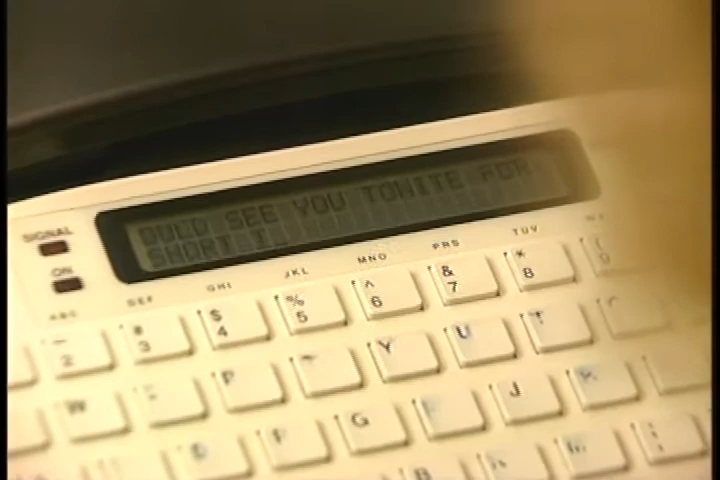 OULD SEE YOU TONITE FOR
SHORT I_
SIGNAL
ON
ABC DEF GHI JKL MNO PRS TUV
2 # 3 $ 4 % 5 ^ 6 & 7 * 8
W P Y U T
F G J K
B